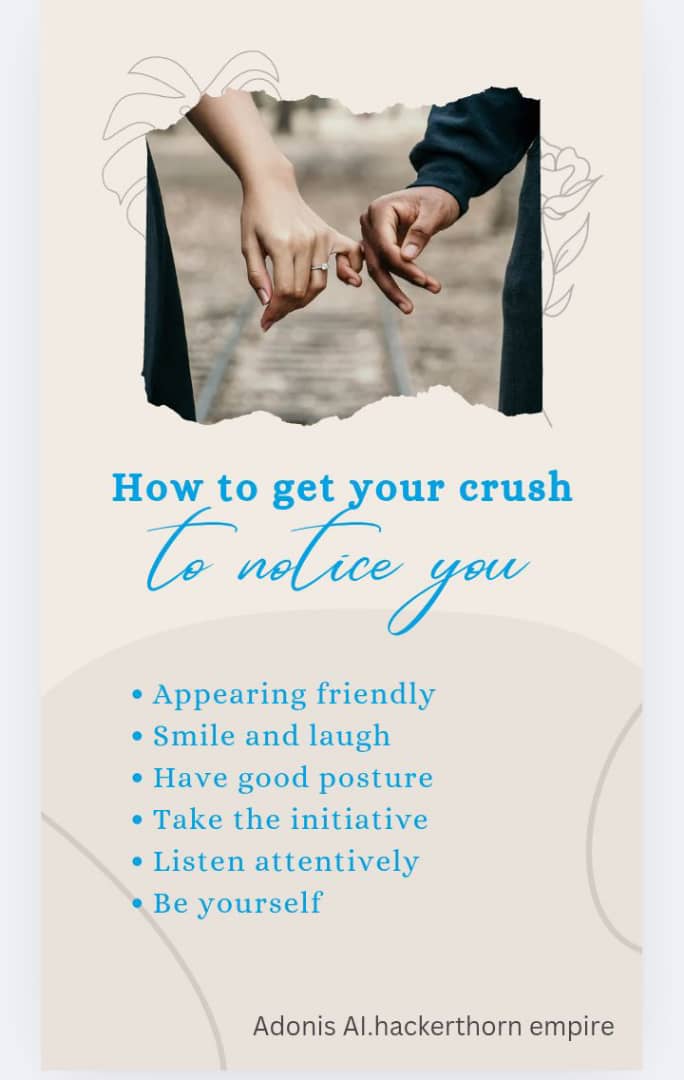 How to get your crush
to notice you
• Appearing friendly
• Smile and laugh
• Have good posture
• Take the initiative
• Listen attentively
• Be yourself
Adonis AI.hackerthorn empire